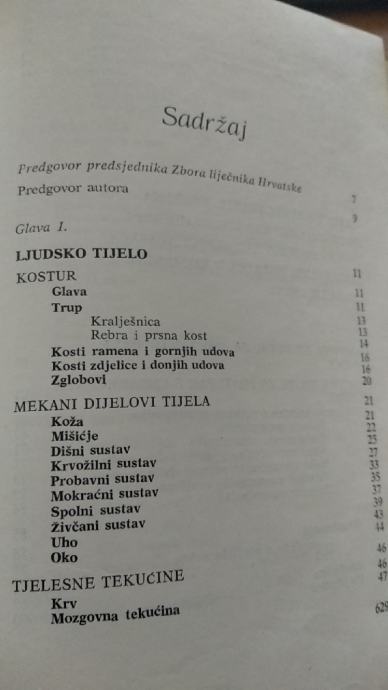 Sadržaj
Predgovor predsjednika Zbora liječnika Hrvatske 7
Predgovor autora 9
Glava I.
LJUDSKO TIJELO 11
KOSTUR 11
Glava 11
Trup 13
Kralješnica 13
Rebra i prsna kost 14
Kosti ramena i gornjih udova 16
Kosti zdjelice i donjih udova 16
Zglobovi 20
MEKANI DIJELOVI TIJELA 21
Koža 21
Mišićje 22
Dišni sustav 25
Krvožilni sustav 27
Probavni sustav 33
Mokraćni sustav 35
Spolni sustav 37
Živčani sustav 39
Uho 43
Oko 44
TJELESNE TEKUĆINE 46
Krv 46
Mozgovna tekućina 47
629